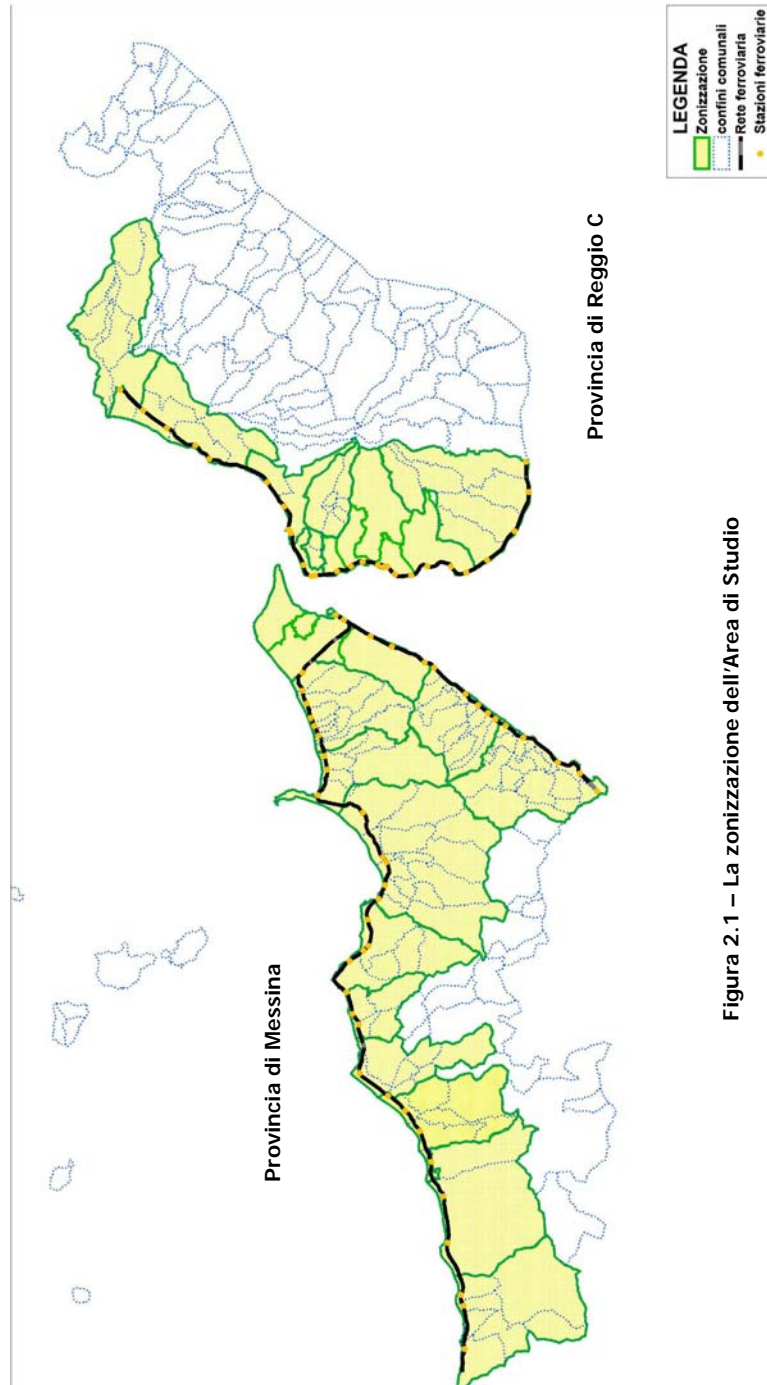 Provincia di Messina
Provincia di Reggio C
LEGENDA
Zonizzazione
confini comunali
Rete ferroviaria
Stazioni ferroviarie
Figura 2.1 – La zonizzazione dell'Area di Studio